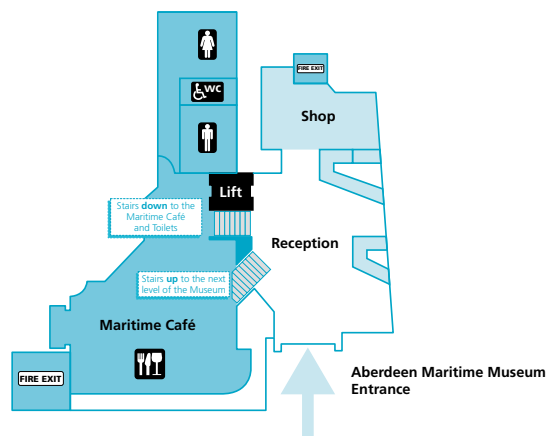 WC
FIRE EXIT
Shop
Lift
Stairs down to the
Maritime Café
and Toilets
Reception
Stairs up to the next
level of the Museum
Maritime Café
FIRE EXIT
Aberdeen Maritime Museum
Entrance